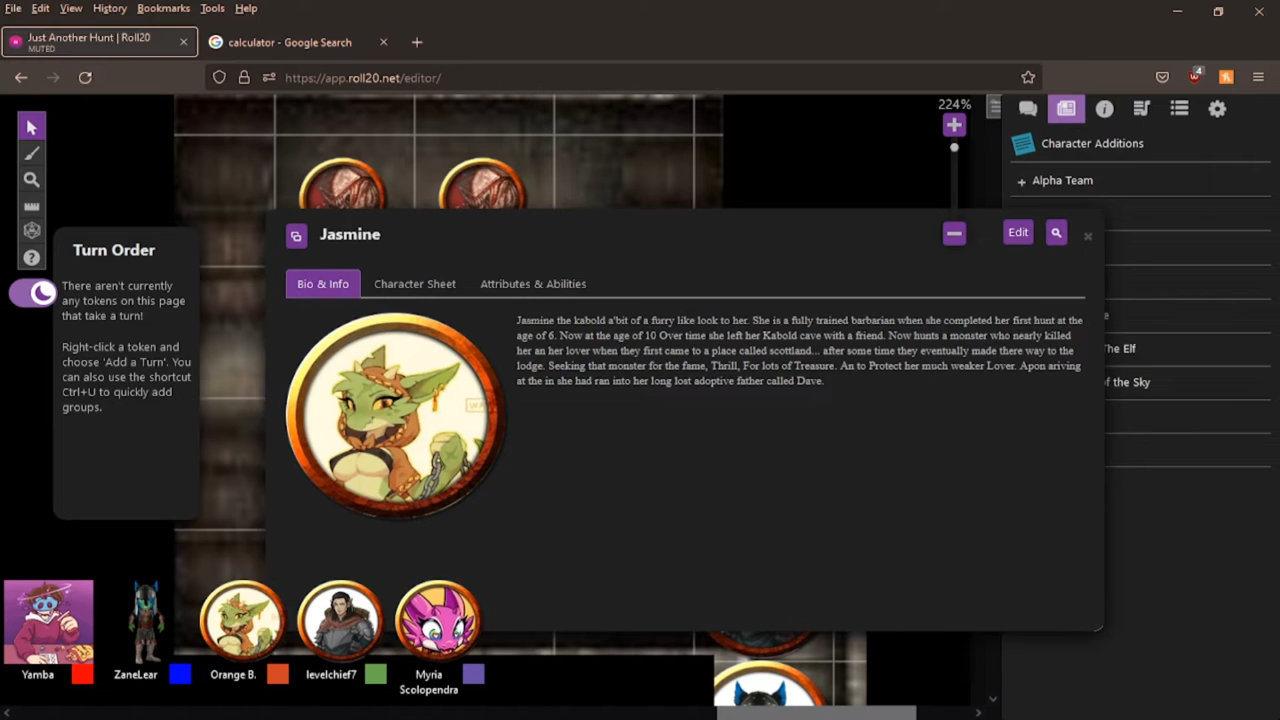 File Edit View History Bookmarks Tools Help
Just Another Hunt | Roll20
MUTED
calculator - Google Search
https://app.roll20.net/editor/
4
224%
Character Additions
Alpha Team
Turn Order
There aren't currently
any tokens on this page
that take a turn!
Right-click a token and
choose 'Add a Turn'. You
can also use the shortcut
Ctrl+U to quickly add
groups.
Jasmine
Edit
Bio & Info
Character Sheet
Attributes & Abilities
Jasmine the kabold a'bit of a furry like look to her. She is a fully trained barbarian when she completed her first hunt at the
age of 6. Now at the age of 10 Over time she left her Kabold cave with a friend. Now hunts a monster who nearly killed
her an her lover when they first came to a place called scottland... after some time they eventually made there way to the
lodge. Seeking that monster for the fame, Thrill, For lots of Treasure. An to Protect her much weaker Lover. Apon ariving
at the in she had ran into her long lost adoptive father called Dave.
e
The Elf
of the Sky
Yamba
ZaneLear
Orange B.
levelchief7
Myria
Scolopendra